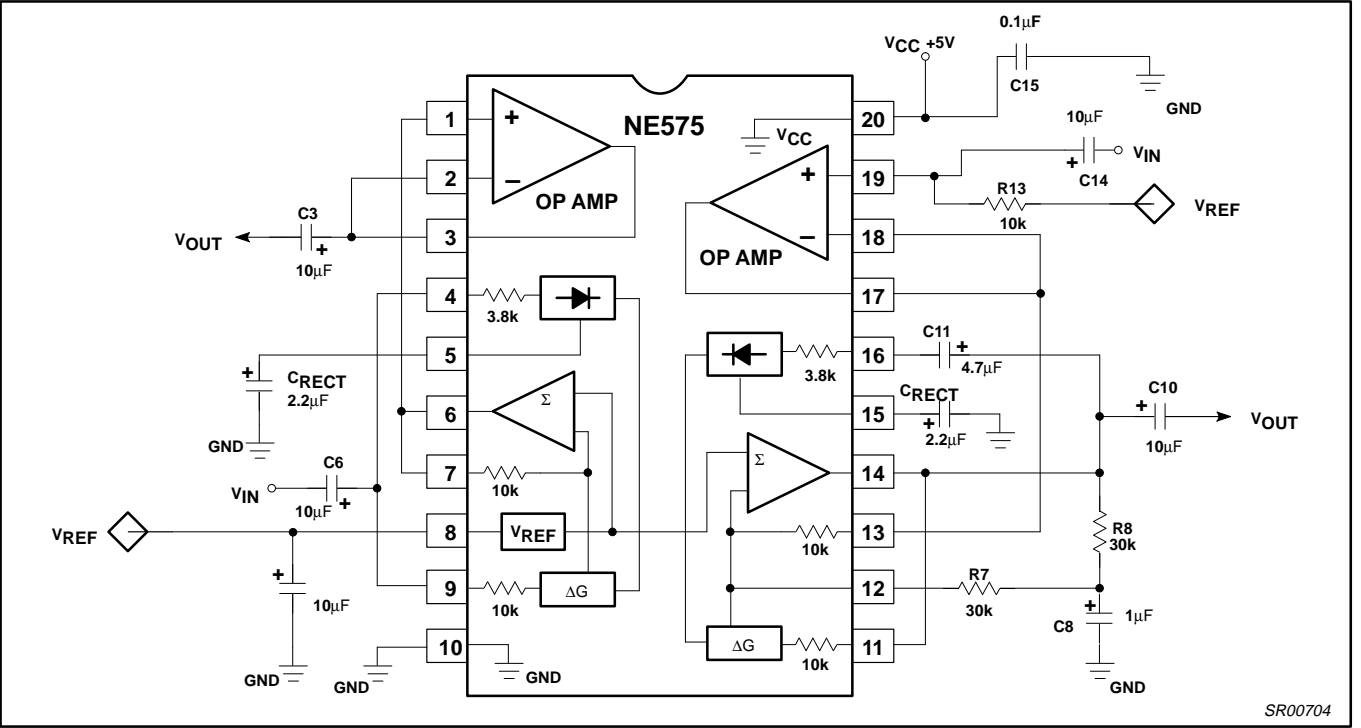 0.1μF
VCC +5V
C15
GND
NE575
1
+
20
VCC
10μF
VIN
+
C14
2
−
OP AMP
+
19
R13
10k
VREF
C3
VOUT
+
10μF
3
−
18
OP AMP
4
3.8k
17
5
+
CRECT
2.2μF
GND
3.8k
16
C11
+
4.7μF
Σ
6
CRECT
15
+
2.2μF
C10
+
VOUT
10μF
C6
VIN
+
10μF
7
10k
Σ
14
VREF
8
VREF
10k
13
R8
30k
+
10μF
9
10k
ΔG
12
R7
30k
+
C8
1μF
GND
GND
10
GND
ΔG
10k
11
GND
SR00704